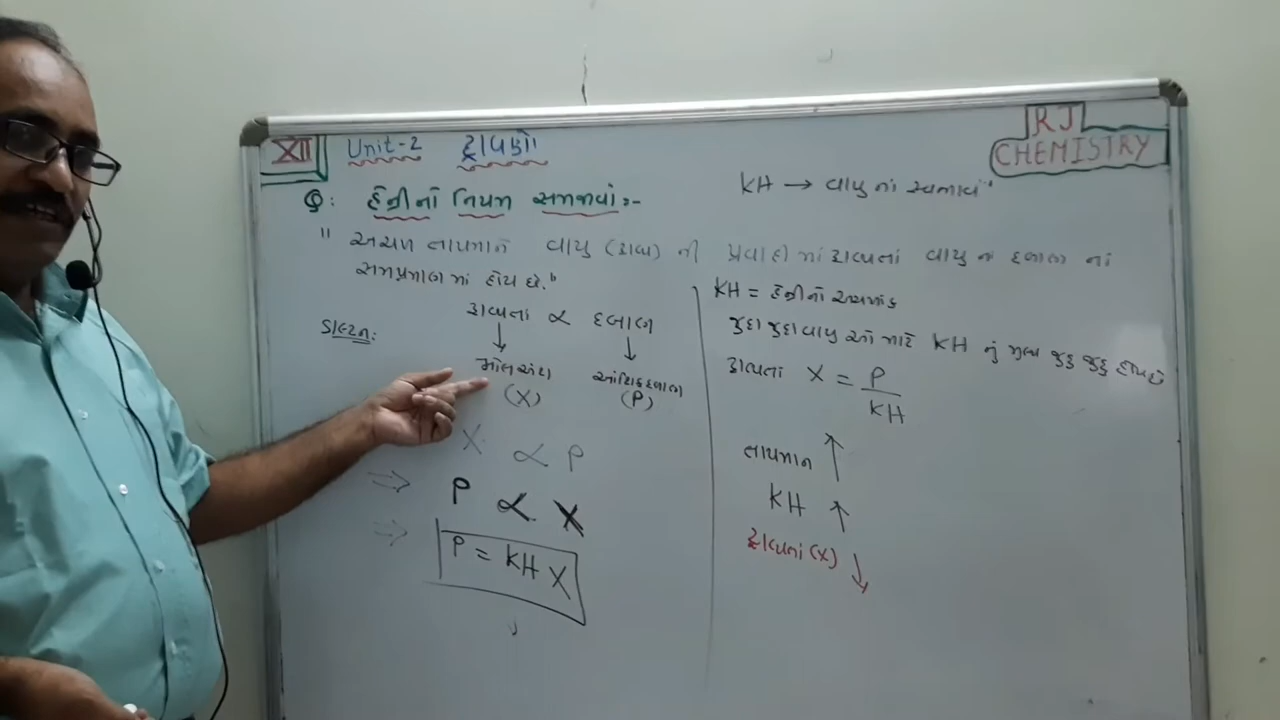 XII Unit-2 દ્રાવણો
RJ
CHEMISTRY
Q: હેન્રીનો નિયમ સમજાવો :-
KH → વાયુ નાં સ્વભાવ
" અચળ તાપમાને વાયુ (દ્રાવ્ય) ની પ્રવાહી માં દ્રાવ્યતા વાયુ ના દબાણ નાં
સમપ્રમાણ માં હોય છે."
દ્રાવ્યતા ∝ દબાણ
↓ ↓
મોલઅંશ આંશિકદબાણ
(X) (P)
X ∝ P
⇒ P ∝ X
⇒ P = KH X
KH = હેન્રીનો અચળાંક
જુદા જુદા વાયુ ઓ માટે KH નું મુલ્ય જુદુ જુદુ
દ્રાવ્યતા X = P / KH
તાપમાન ↑
KH ↑
દ્રાવ્યતા (X) ↓